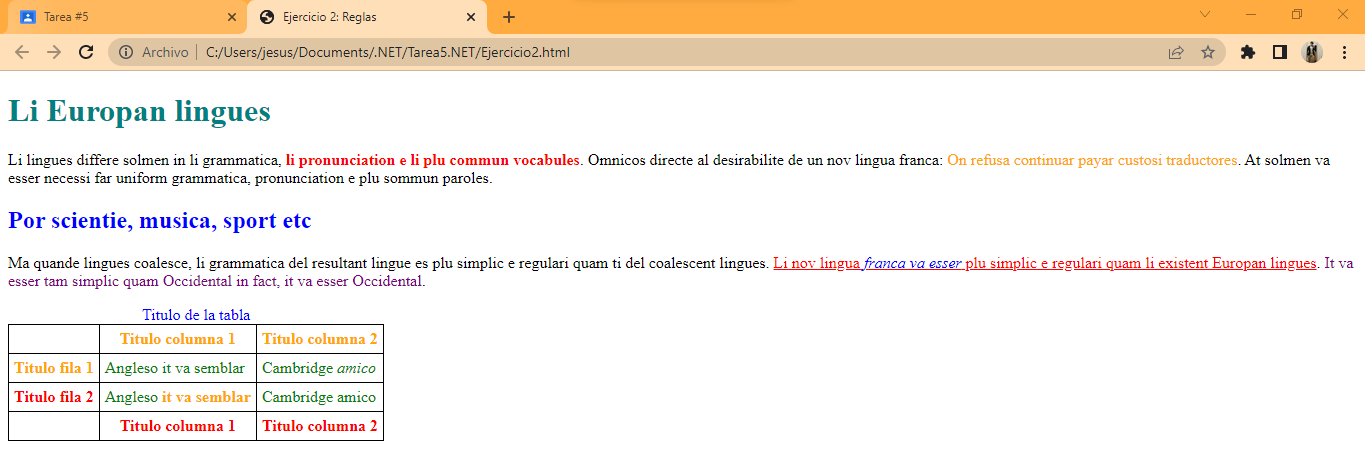 Tarea #5
Ejercicio 2: Reglas
Archivo | C:/Users/jesus/Documents/.NET/Tarea5.NET/Ejercicio2.html
Li Europan lingues
Li lingues differe solmen in li grammatica, li pronunciation e li plu commun vocabules. Omnicos directe al desirabilite de un nov lingua franca: On refusa continuar payar custosi traductores. At solmen va
esser necessi far uniform grammatica, pronunciation e plu sommun paroles.
Por scientie, musica, sport etc
Ma quande lingues coalesce, li grammatica del resultant lingue es plu simplic e regulari quam ti del coalescent lingues. Li nov lingua franca va esser plu simplic e regulari quam li existent Europan lingues. It va
esser tam simplic quam Occidental in fact, it va esser Occidental.
Titulo de la tabla
Titulo columna 1 Titulo columna 2
Titulo fila 1 Angleso it va semblar Cambridge amico
Titulo fila 2 Angleso it va semblar Cambridge amico
Titulo columna 1 Titulo columna 2